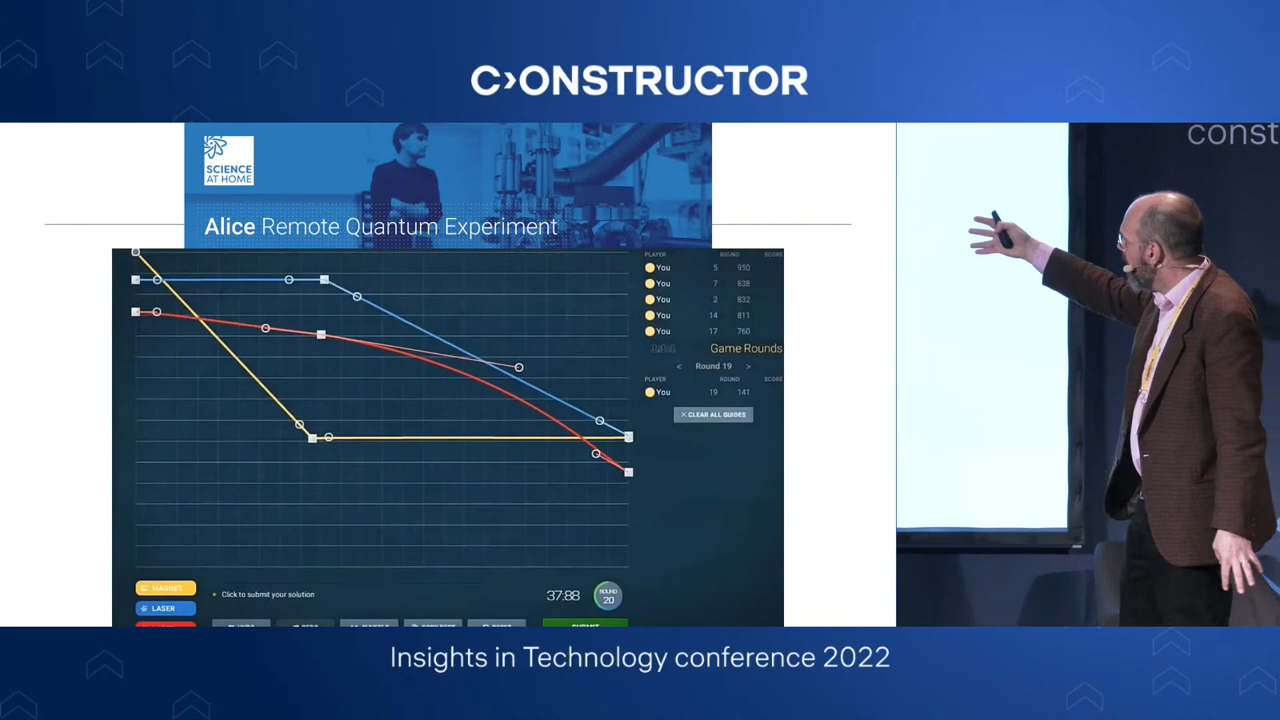 C›ONSTRUCTOR
const
SCIENCE
AT HOME
Alice Remote Quantum Experiment
PLAYER ROUND SCORE
You 5 950
You 7 838
You 2 832
You 14 811
You 17 760
Game Rounds
< Round 19 >
PLAYER ROUND SCORE
You 19 141
× CLEAR ALL GUIDES
MAGNET
Click to submit your solution
37:88
ROUND
20
LASER
SUBMIT
Insights in Technology conference 2022